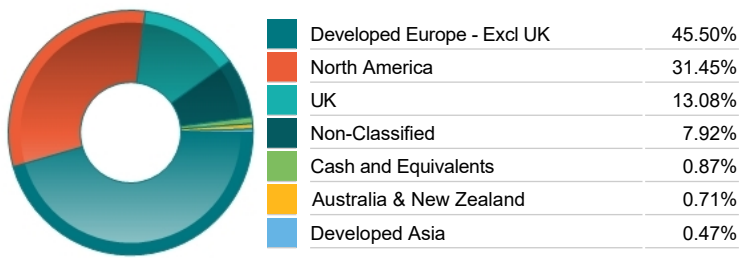 Developed Europe - Excl UK 45.50%
North America 31.45%
UK 13.08%
Non-Classified 7.92%
Cash and Equivalents 0.87%
Australia & New Zealand 0.71%
Developed Asia 0.47%